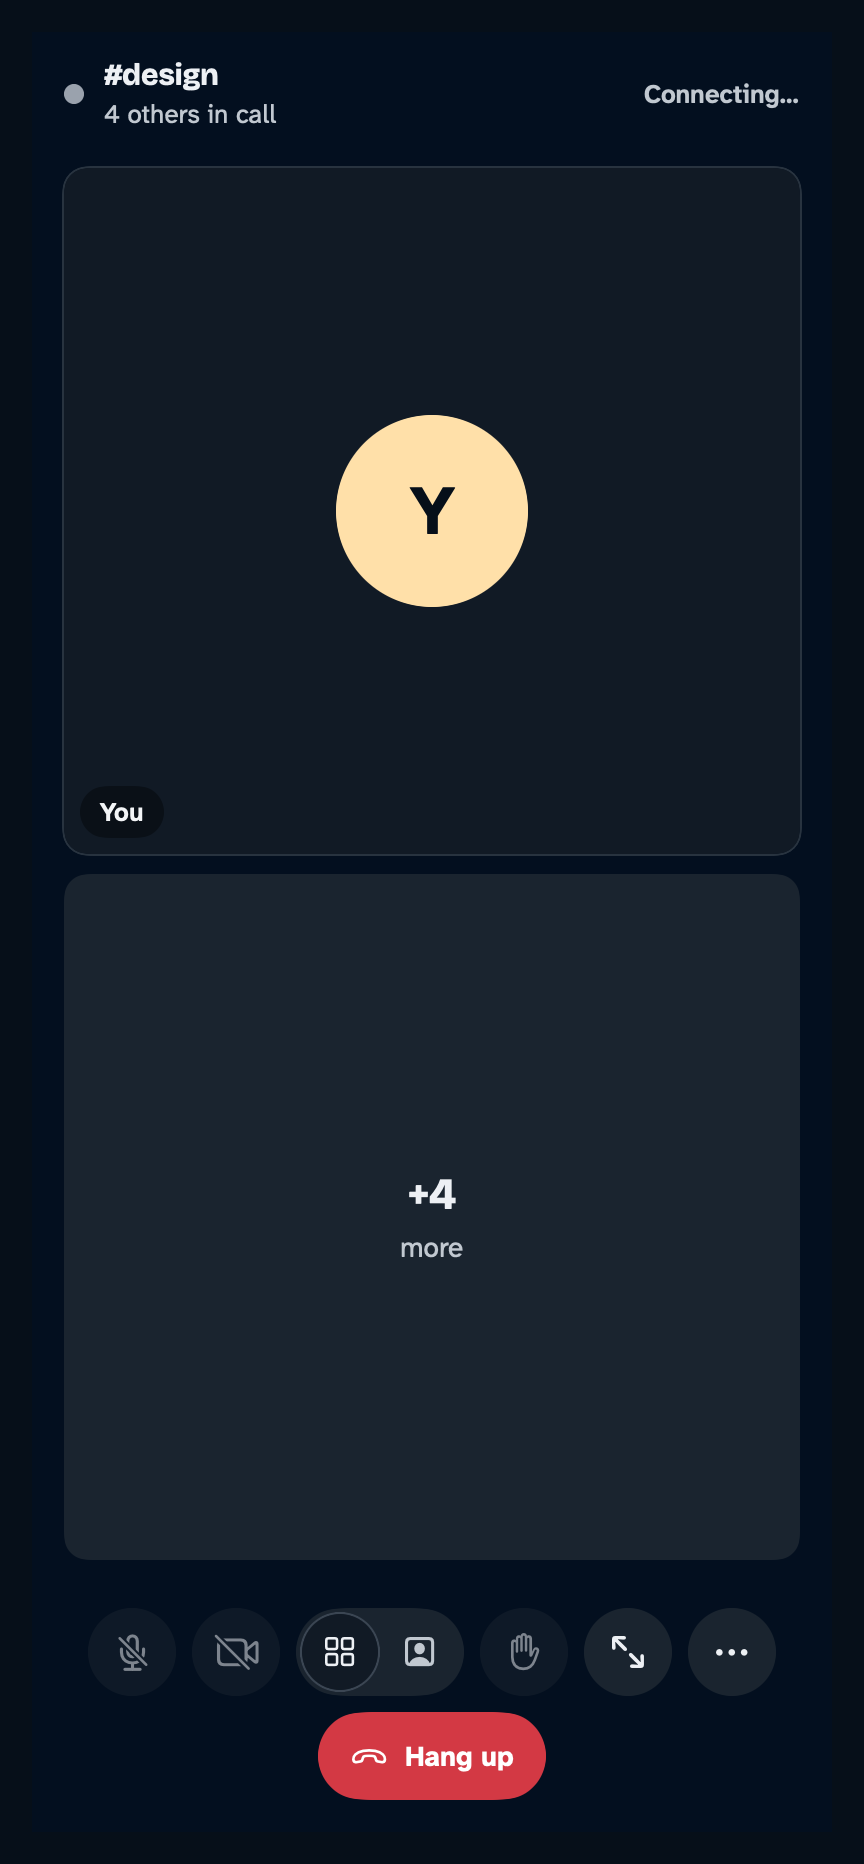 #design
4 others in call
Connecting...
Y
You
+4
more
Hang up